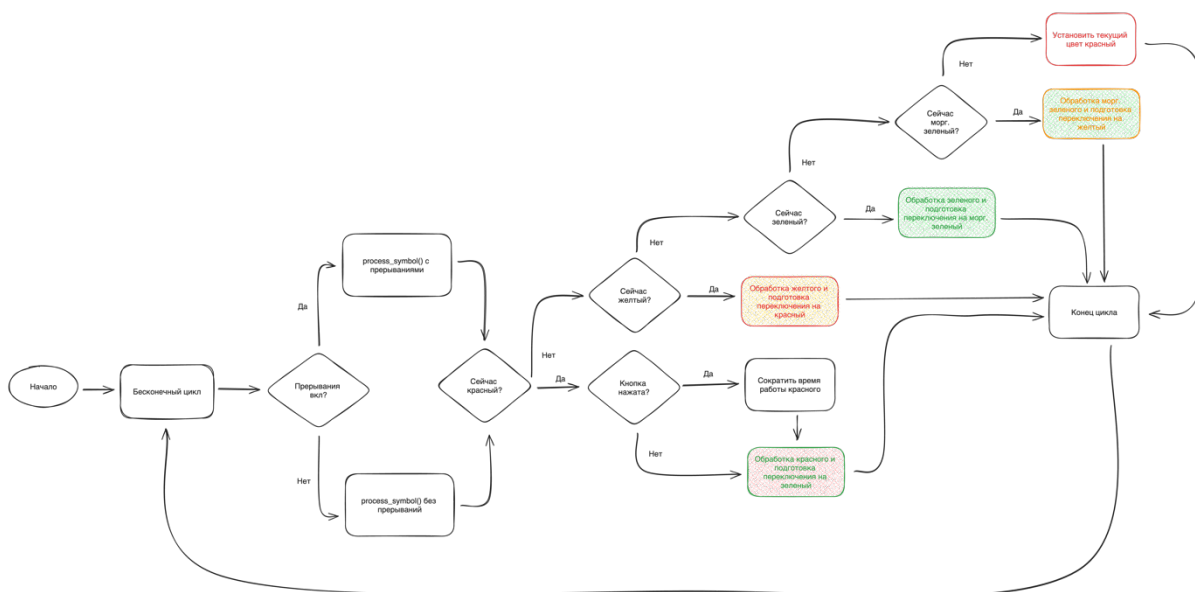 Установить текущий
цвет красный
Нет
Обработка морг.
зеленого и подготовка
переключения на
желтый
Да
Сейчас
морг.
зеленый?
Нет
Обработка зеленого и
подготовка
переключения на морг.
зеленый
Да
Сейчас
зеленый?
Нет
process_symbol() с
прерываниями
Да
Сейчас
желтый?
Да
Обработка желтого и
подготовка
переключения на
красный
Конец цикла
Нет
Начало
Бесконечный цикл
Прерывания
вкл?
Сейчас
красный?
Да
Кнопка
нажата?
Да
Сократить время
работы красного
Нет
Обработка красного и
подготовка
переключения на
зеленый
Нет
process_symbol() без
прерываний